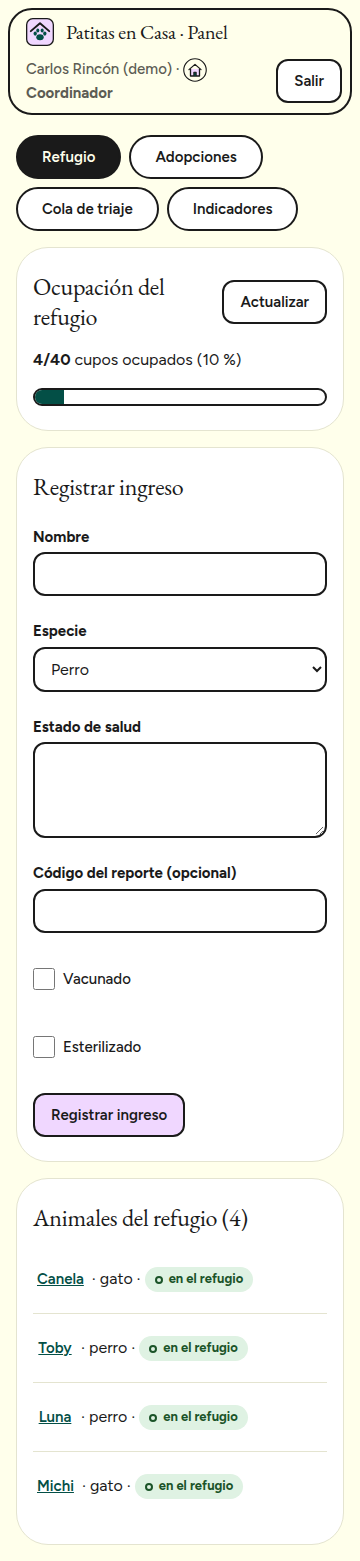 Patitas en Casa · Panel
Carlos Rincón (demo) ·
Coordinador
Salir
Refugio
Adopciones
Cola de triaje
Indicadores
Ocupación del
refugio
Actualizar
4/40 cupos ocupados (10 %)
Registrar ingreso
Nombre
Especie
Perro
Estado de salud
Código del reporte (opcional)
Vacunado
Esterilizado
Registrar ingreso
Animales del refugio (4)
Canela · gato · en el refugio
Toby · perro · en el refugio
Luna · perro · en el refugio
Michi · gato · en el refugio